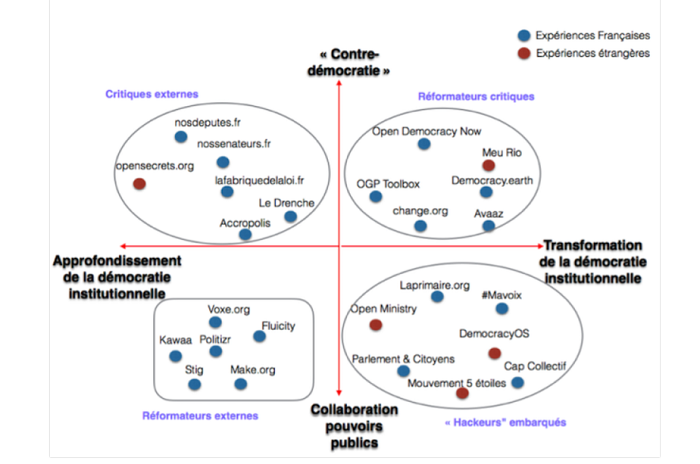 Expériences Françaises
Expériences étrangères
« Contre-
démocratie »
Critiques externes
Réformateurs critiques
nosdeputes.fr
nossenateurs.fr
opensecrets.org
lafabriquedelaloi.fr
Le Drenche
Accropolis
Open Democracy Now
Meu Rio
OGP Toolbox
Democracy.earth
change.org
Avaaz
Approfondissement
de la démocratie
institutionnelle
Transformation
de la démocratie
institutionnelle
Voxe.org
Fluicity
Kawaa
Politizr
Stig
Make.org
Réformateurs externes
Laprimaire.org
#Mavoix
Open Ministry
DemocracyOS
Parlement & Citoyens
Cap Collectif
Mouvement 5 étoiles
« Hackeurs" embarqués
Collaboration
pouvoirs
publics